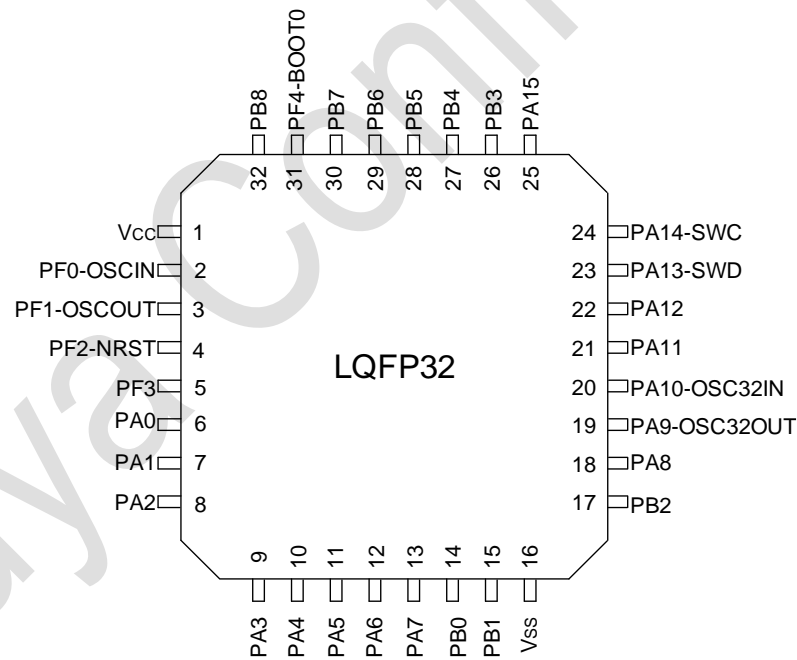 PB8
PF4-BOOT0
PB7
PB6
PB5
PB4
PB3
PA15
32
31
30
29
28
27
26
25
Vcc 1
PF0-OSCIN 2
PF1-OSCOUT 3
PF2-NRST 4
PF3 5
PA0 6
PA1 7
PA2 8
LQFP32
24 PA14-SWC
23 PA13-SWD
22 PA12
21 PA11
20 PA10-OSC32IN
19 PA9-OSC32OUT
18 PA8
17 PB2
9
10
11
12
13
14
15
16
PA3
PA4
PA5
PA6
PA7
PB0
PB1
Vss